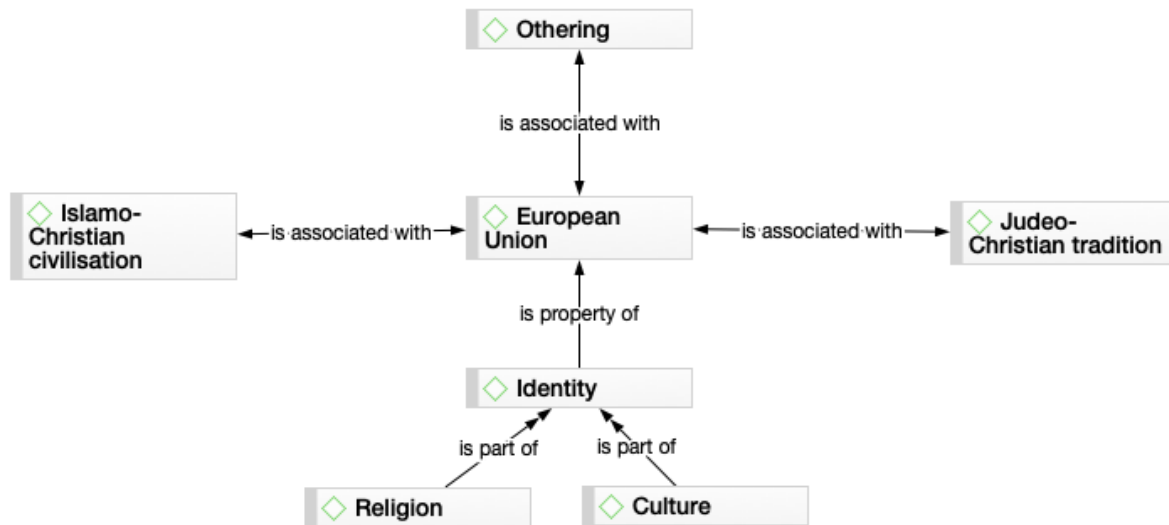 Othering
is associated with
Islamo-
Christian
civilisation
is associated with
European
Union
is associated with
Judeo-
Christian tradition
is property of
Identity
is part of
is part of
Religion
Culture